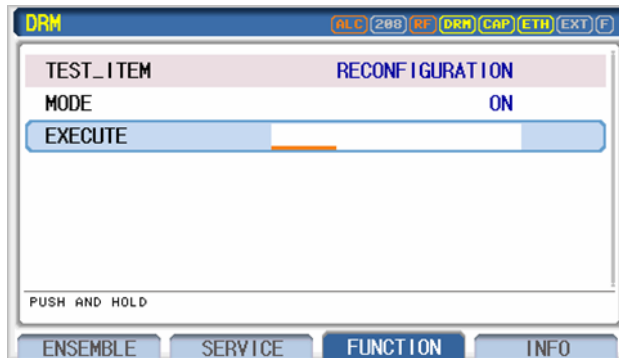 DRM ALC 208 RF DRM CAP ETH EXT F
TEST_ITEM RECONFIGURATION
MODE ON
EXECUTE
PUSH AND HOLD
ENSEMBLE SERVICE FUNCTION INFO